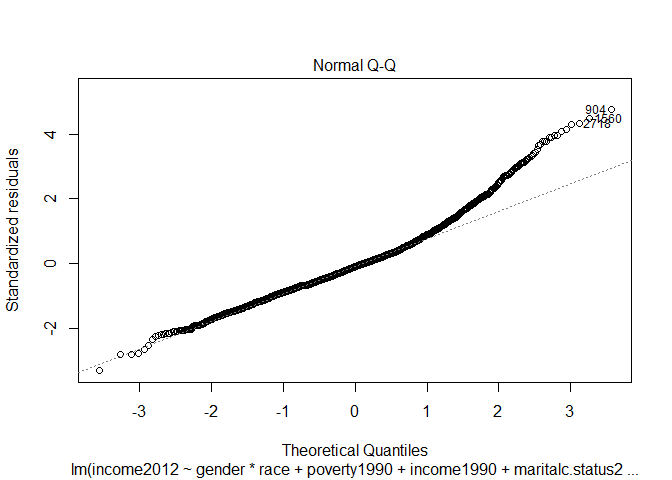 Normal Q-Q
904
1560
2718
Standardized residuals
4
2
0
-2
-3 -2 -1 0 1 2 3
Theoretical Quantiles
lm(income2012 ~ gender * race + poverty1990 + income1990 + maritalc.status2 ...